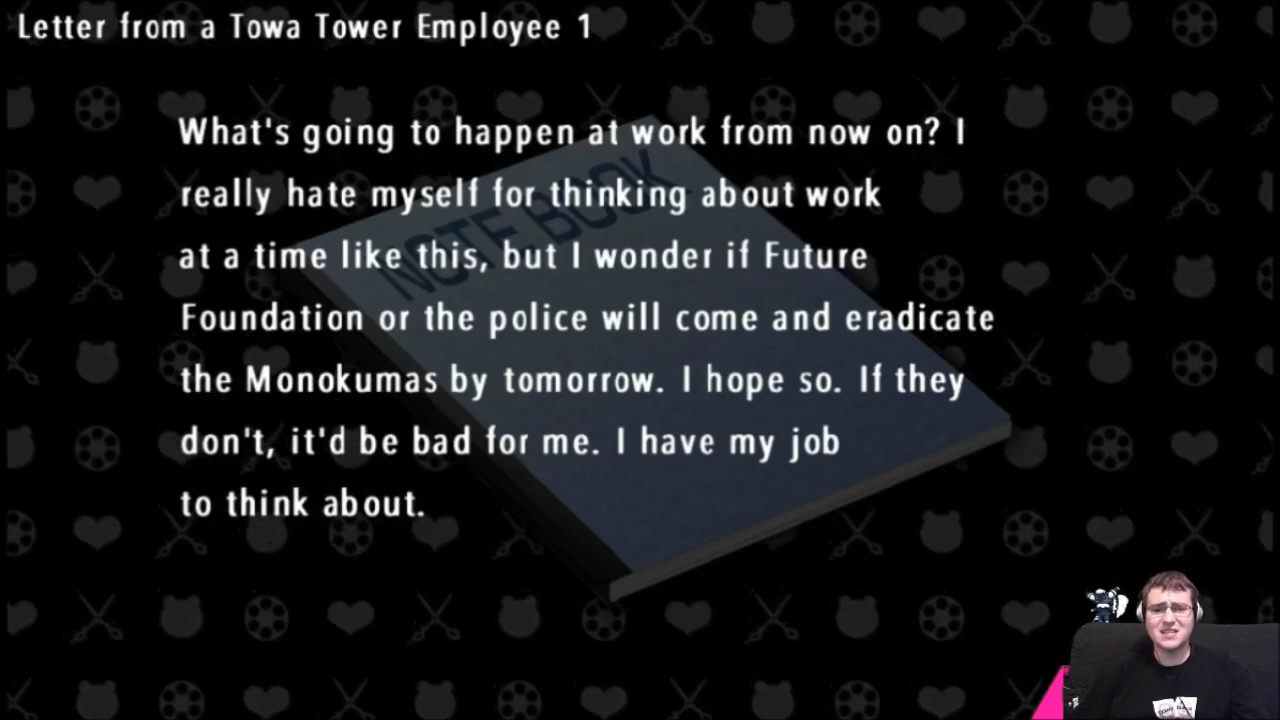 Letter from a Towa Tower Employee 1
NOTE BOOK
What's going to happen at work from now on? I
really hate myself for thinking about work
at a time like this, but I wonder if Future
Foundation or the police will come and eradicate
the Monokumas by tomorrow. I hope so. If they
don't, it'd be bad for me. I have my job
to think about.